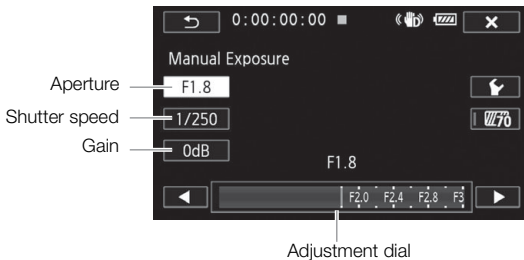 0:00:00:00
Manual Exposure
Aperture
F1.8
Shutter speed
1/250
70
Gain
0dB
F1.8
F2.0 F2.4 F2.8 F3
Adjustment dial